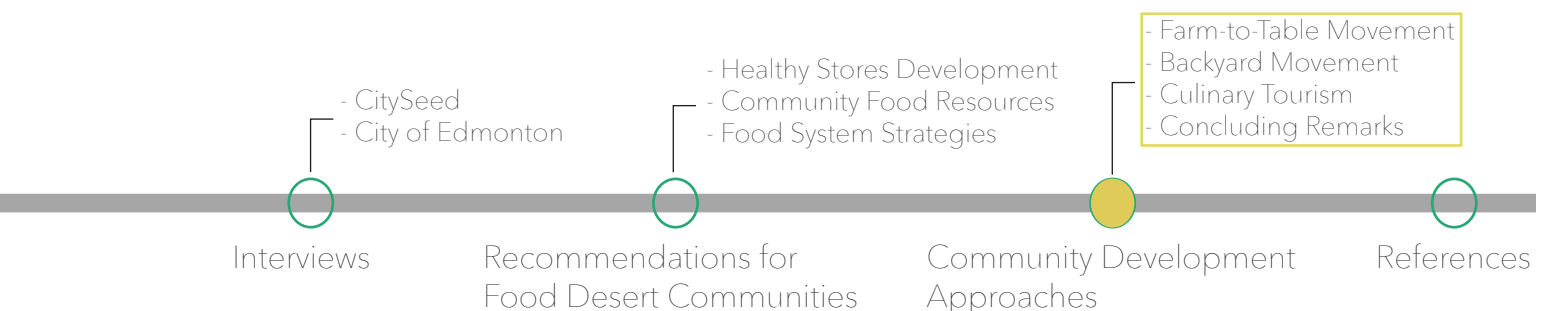 - CitySeed
- City of Edmonton
Interviews
- Healthy Stores Development
- Community Food Resources
- Food System Strategies
Recommendations for
Food Desert Communities
- Farm-to-Table Movement
- Backyard Movement
- Culinary Tourism
- Concluding Remarks
Community Development
Approaches
References